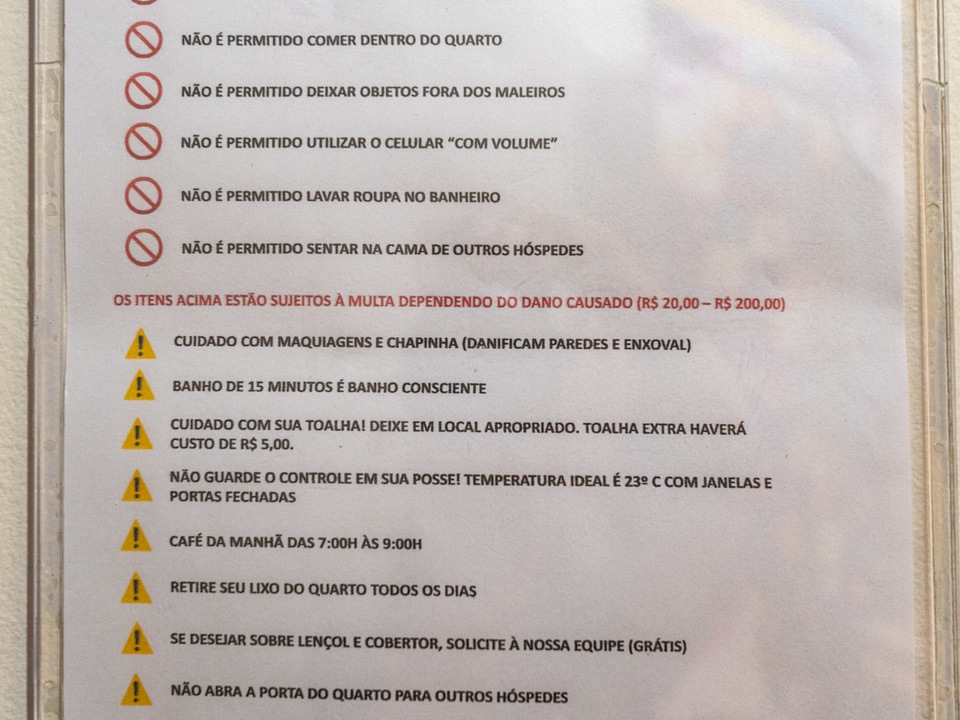 NÃO É PERMITIDO COMER DENTRO DO QUARTO
NÃO É PERMITIDO DEIXAR OBJETOS FORA DOS MALEIROS
NÃO É PERMITIDO UTILIZAR O CELULAR “COM VOLUME”
NÃO É PERMITIDO LAVAR ROUPA NO BANHEIRO
NÃO É PERMITIDO SENTAR NA CAMA DE OUTROS HÓSPEDES
OS ITENS ACIMA ESTÃO SUJEITOS À MULTA DEPENDENDO DO DANO CAUSADO (R$ 20,00 – R$ 200,00)
CUIDADO COM MAQUIAGENS E CHAPINHA (DANIFICAM PAREDES E ENXOVAL)
BANHO DE 15 MINUTOS É BANHO CONSCIENTE
CUIDADO COM SUA TOALHA! DEIXE EM LOCAL APROPRIADO. TOALHA EXTRA HAVERÁ
CUSTO DE R$ 5,00.
NÃO GUARDE O CONTROLE EM SUA POSSE! TEMPERATURA IDEAL É 23º C COM JANELAS E
PORTAS FECHADAS
CAFÉ DA MANHÃ DAS 7:00H ÀS 9:00H
RETIRE SEU LIXO DO QUARTO TODOS OS DIAS
SE DESEJAR SOBRE LENÇOL E COBERTOR, SOLICITE À NOSSA EQUIPE (GRÁTIS)
NÃO ABRA A PORTA DO QUARTO PARA OUTROS HÓSPEDES